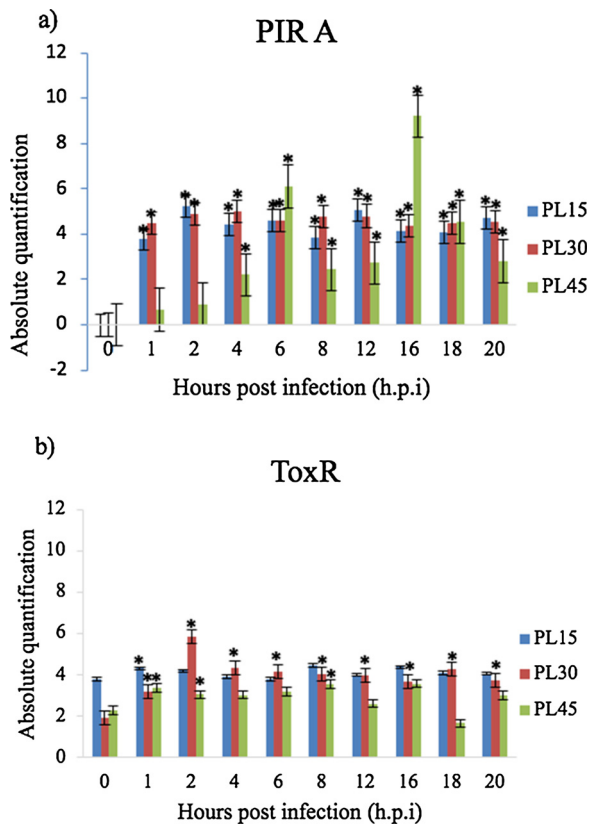 a)
PIR A
Absolute quantification
12
10
8
6
4
2
0
-2
0 1 2 4 6 8 12 16 18 20
Hours post infection (h.p.i)
* * * * * * * * * * * * * * * * * * * * * * * * *
PL15
PL30
PL45
b)
ToxR
Absolute quantification
12
10
8
6
4
2
0
0 1 2 4 6 8 12 16 18 20
Hours post infection (h.p.i)
* * * * * * * * * * * * *
PL15
PL30
PL45